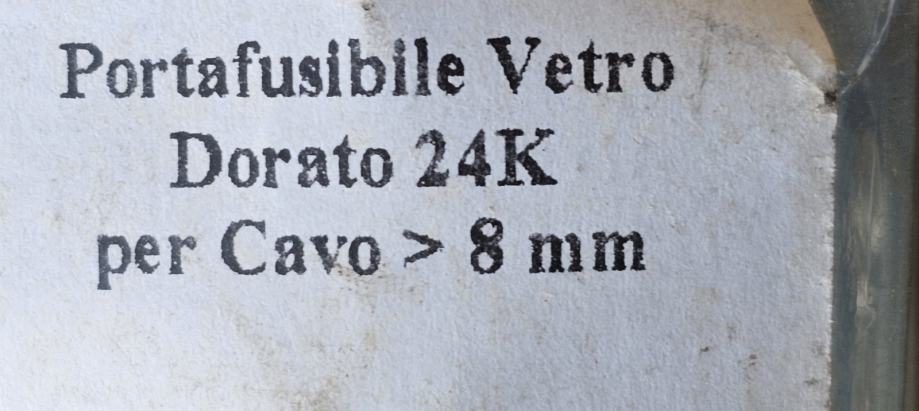 Portafusibile Vetro
Dorato 24K
per Cavo > 8 mm